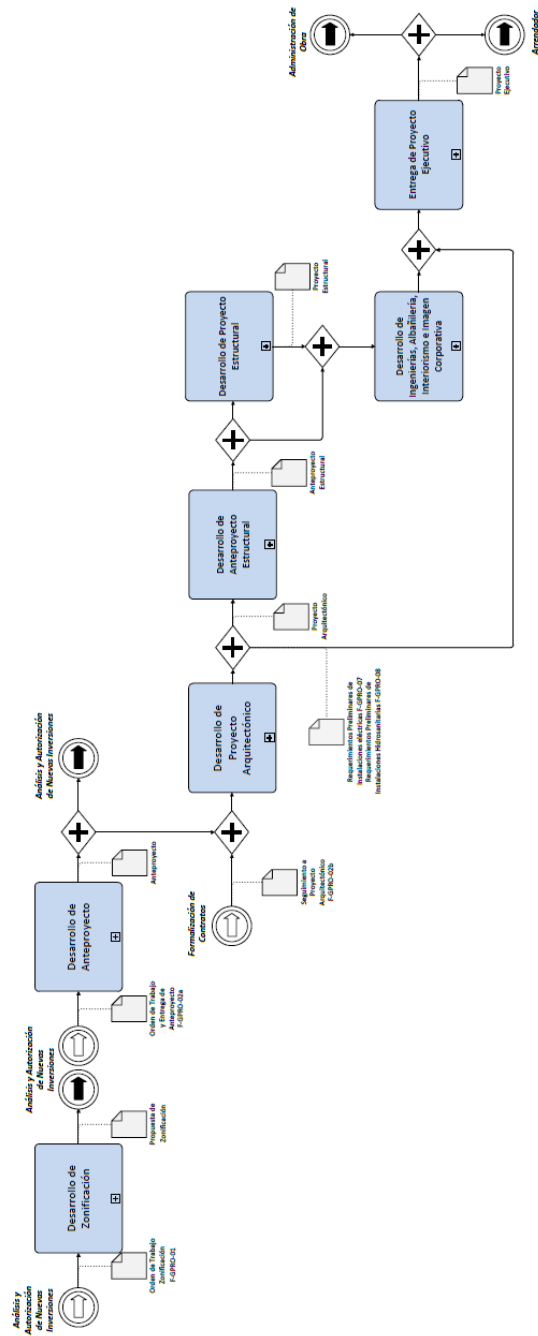 Análisis y
Autorización
de Nuevas
Inversiones
Orden de Trabajo
Zonificación
F-GPRO-01
Desarrollo de
Zonificación
Propuesta de
Zonificación
Análisis y Autorización
de Nuevas
Inversiones
Orden de Trabajo
y Entrega de
Anteproyecto
F-GPRO-02a
Desarrollo de
Anteproyecto
Anteproyecto
Análisis y Autorización
de Nuevas Inversiones
Formalización de
Contratos
Seguimiento a
Proyecto
Arquitectónico
F-GPRO-02b
Desarrollo de
Proyecto
Arquitectónico
Requerimientos Preliminares de
Instalaciones eléctricas F-GPRO-07
Requerimientos Preliminares de
Instalaciones Hidrosanitarias F-GPRO-08
Proyecto
Arquitectónico
Desarrollo de
Anteproyecto
Estructural
Anteproyecto
Estructural
Desarrollo de Proyecto
Estructural
Proyecto
Estructural
Desarrollo de
Ingenierías, Albañilería,
Interiorismo e Imagen
Corporativa
Entrega de Proyecto
Ejecutivo
Proyecto
Ejecutivo
Administración de
Obra
Arrendador